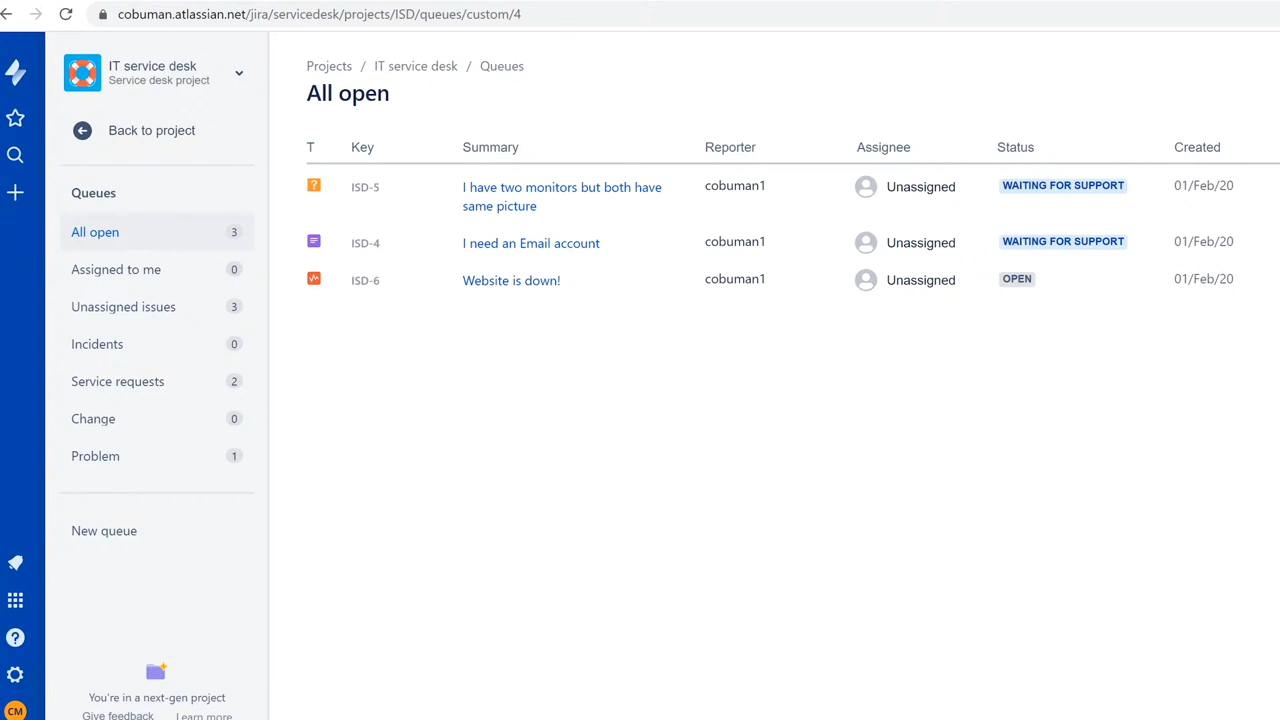 cobuman.atlassian.net/jira/servicedesk/projects/ISD/queues/custom/4
IT service desk
Service desk project
Back to project
Queues
All open 3
Assigned to me 0
Unassigned issues 3
Incidents 0
Service requests 2
Change 0
Problem 1
New queue
You're in a next-gen project
Give feedback Learn more
CM
Projects / IT service desk / Queues
All open
T Key Summary Reporter Assignee Status Created
? ISD-5 I have two monitors but both have cobuman1 Unassigned WAITING FOR SUPPORT 01/Feb/20
same picture
ISD-4 I need an Email account cobuman1 Unassigned WAITING FOR SUPPORT 01/Feb/20
ISD-6 Website is down! cobuman1 Unassigned OPEN 01/Feb/20